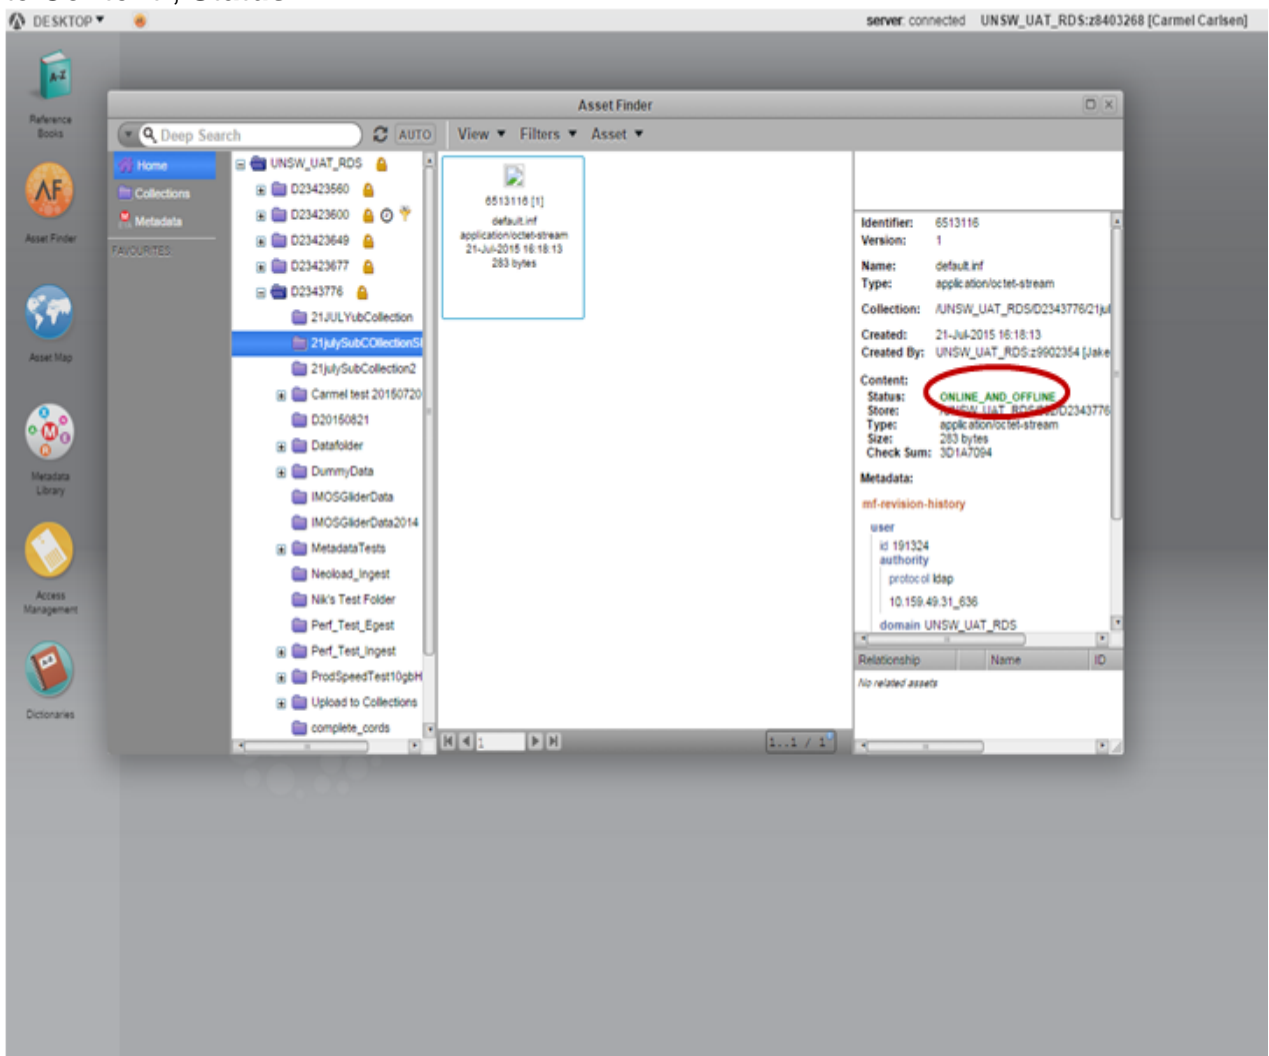 DESKTOP
server: connected UNSW_UAT_RDS:z8403268 [Carmel Carlsen]
A-Z
Reference
Books
AF
Asset Finder
Asset Map
Metadata
Library
Access
Management
Dictionaries
Asset Finder
Deep Search
AUTO
View Filters Asset
Home
Collections
Metadata
FAVOURITES:
UNSW_UAT_RDS
D23423560
D23423600
D23423649
D23423677
D2343776
21JULYubCollection
21julySubCOllectionSl
21julySubCollection2
Carmel test 20150720
D20150821
Datafolder
DummyData
IMOSGliderData
IMOSGliderData2014
MetadataTests
Neoload_Ingest
Nik's Test Folder
Perf_Test_Egest
Perf_Test_Ingest
ProdSpeedTest10gbH
Upload to Collections
complete_cords
6513116 [1]
default.inf
application/octet-stream
21-Jul-2015 16:18:13
283 bytes
1
1..1 / 1
Identifier: 6513116
Version: 1
Name: default.inf
Type: application/octet-stream
Collection: /UNSW_UAT_RDS/D2343776/21jul
Created: 21-Jul-2015 16:18:13
Created By: UNSW_UAT_RDS:z9902354 [Jake
Content:
Status: ONLINE_AND_OFFLINE
Store:
Type: application/octet-stream
Size: 283 bytes
Check Sum: 3D1A7094
Metadata:
mf-revision-history
user
id 191324
authority
protocol ldap
10.159.49.31_636
domain UNSW_UAT_RDS
Relationship Name ID
No related assets